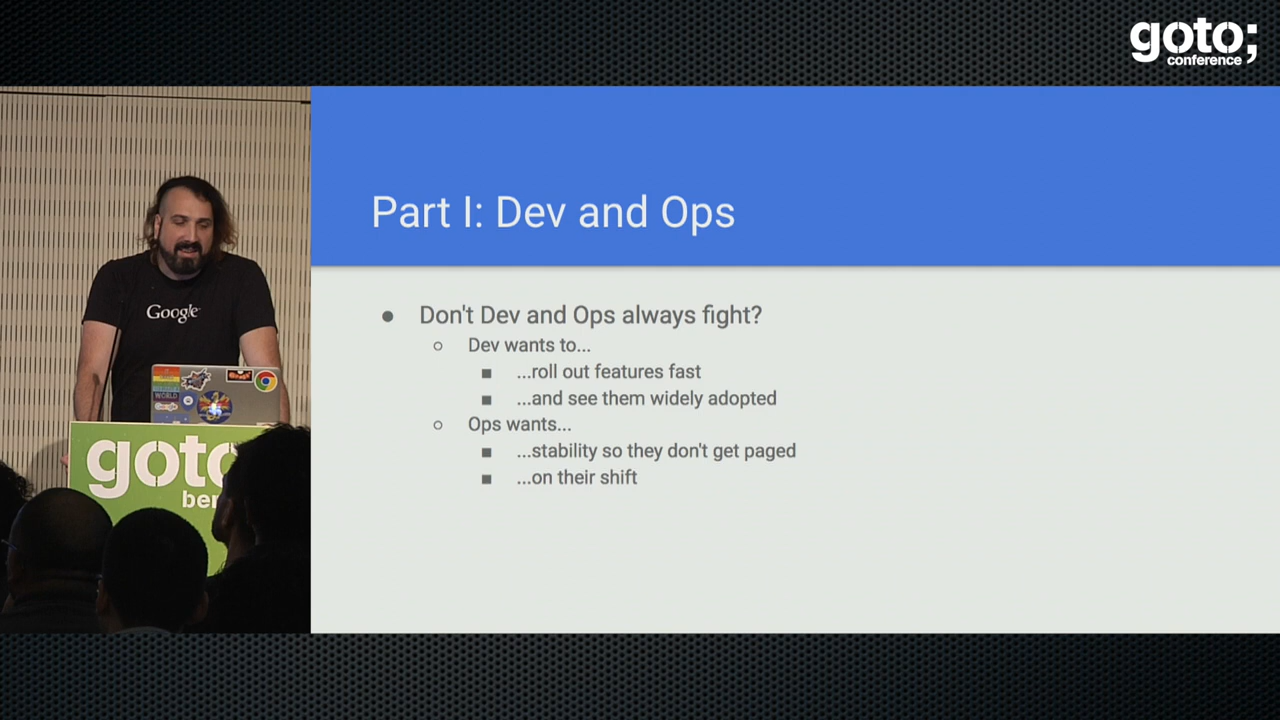 goto;
conference
Part I: Dev and Ops
Don't Dev and Ops always fight?
Dev wants to...
...roll out features fast
...and see them widely adopted
Ops wants...
...stability so they don't get paged
...on their shift
Google
WORLD
goto
ber